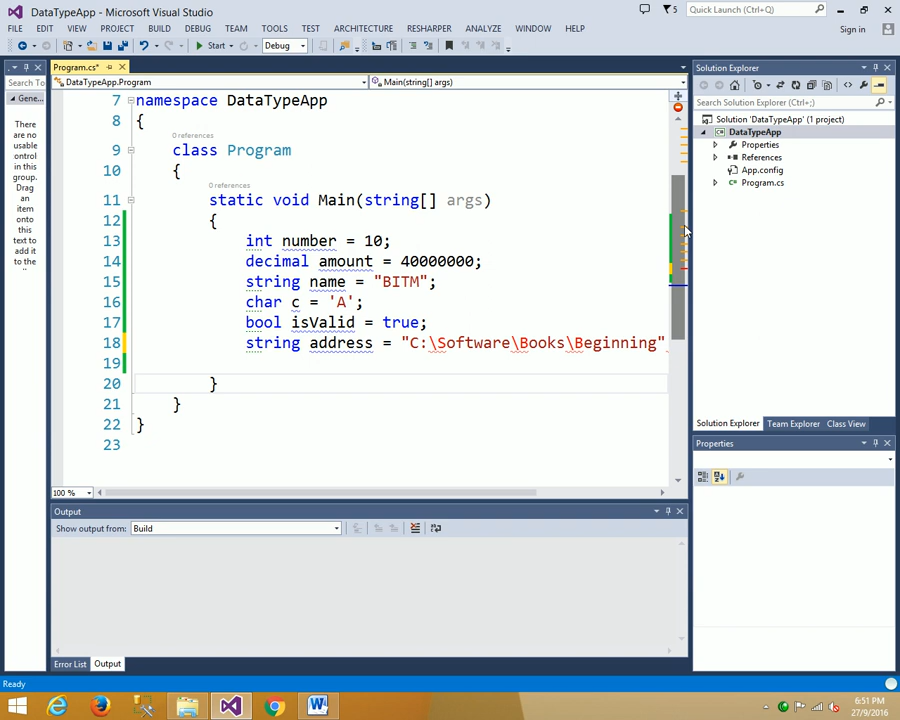 DataTypeApp - Microsoft Visual Studio
5
Quick Launch (Ctrl+Q)
FILE EDIT VIEW PROJECT BUILD DEBUG TEAM TOOLS TEST ARCHITECTURE RESHARPER ANALYZE WINDOW HELP
Sign in
Start Debug
Program.cs*
Solution Explorer
Search To
DataTypeApp.Program
Main(string[] args)
Gene...
There
are no
usable
ontrol in
this
group.
Drag
an
item
onto
this
text to
add it
to the
7 namespace DataTypeApp
8 {
0 references
9 class Program
10 {
0 references
11 static void Main(string[] args)
12 {
13 int number = 10;
14 decimal amount = 40000000;
15 string name = "BITM";
16 char c = 'A';
17 bool isValid = true;
18 string address = "C:\Software\Books\Beginning"
19
20 }
21 }
22 }
23
100 %
Search Solution Explorer (Ctrl+;)
Solution 'DataTypeApp' (1 project)
DataTypeApp
Properties
References
App.config
Program.cs
Solution Explorer Team Explorer Class View
Properties
Output
Show output from: Build
Error List Output
Ready
6:51 PM
27/9/2016